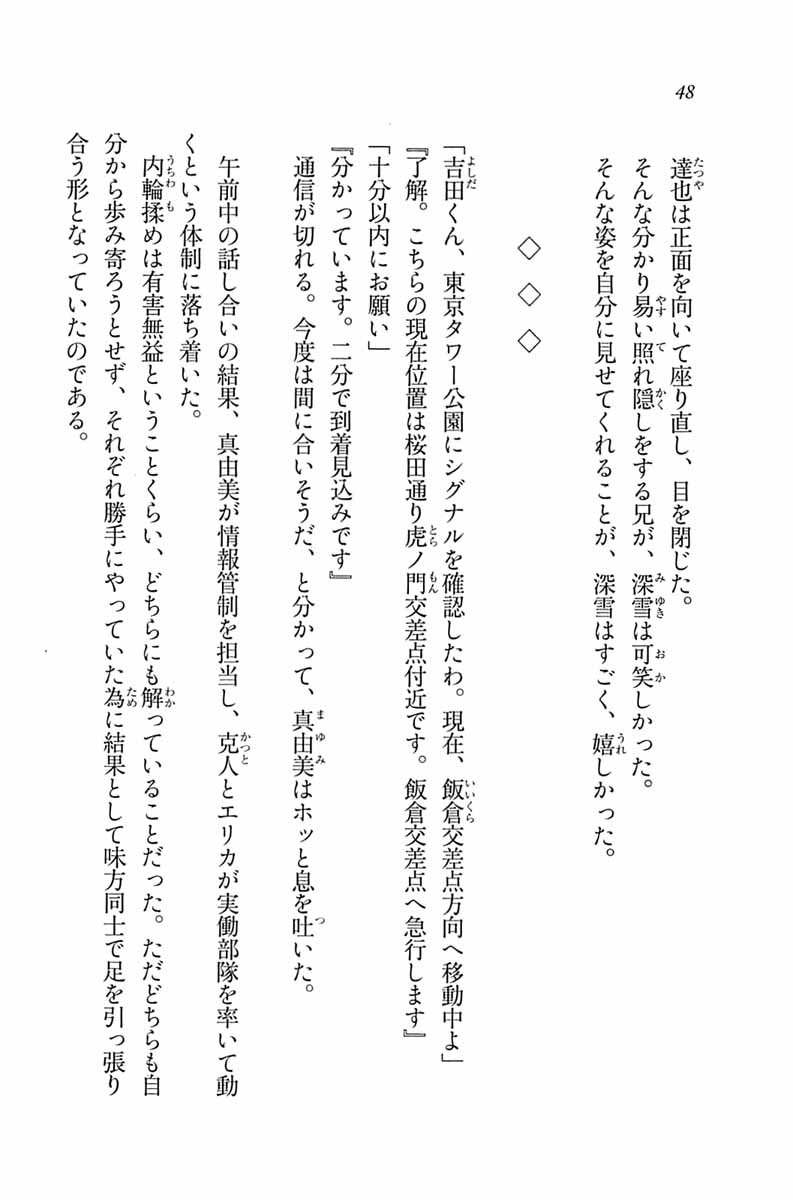 48
達也は正面を向いて座り直し、目を閉じた。
そんな分かり易い照れ隠しをする兄が、深雪は可笑しかった。
そんな姿を自分に見せてくれることが、深雪はすごく、嬉しかった。
◇ ◇ ◇
「吉田くん、東京タワー公園にシグナルを確認したわ。現在、飯倉交差点方向へ移動中よ」
『了解。こちらの現在位置は桜田通り虎ノ門交差点付近です。飯倉交差点へ急行します』
「十分以内にお願い」
『分かっています。二分で到着見込みです』
通信が切れる。今度は間に合いそうだ、と分かって、真由美はホッと息を吐いた。
午前中の話し合いの結果、真由美が情報管制を担当し、克人とエリカが実働部隊を率いて動
くという体制に落ち着いた。
内輪揉めは有害無益ということくらい、どちらにも解っていることだった。ただどちらも自
分から歩み寄ろうとせず、それぞれ勝手にやっていた為に結果として味方同士で足を引っ張り
合う形となっていたのである。